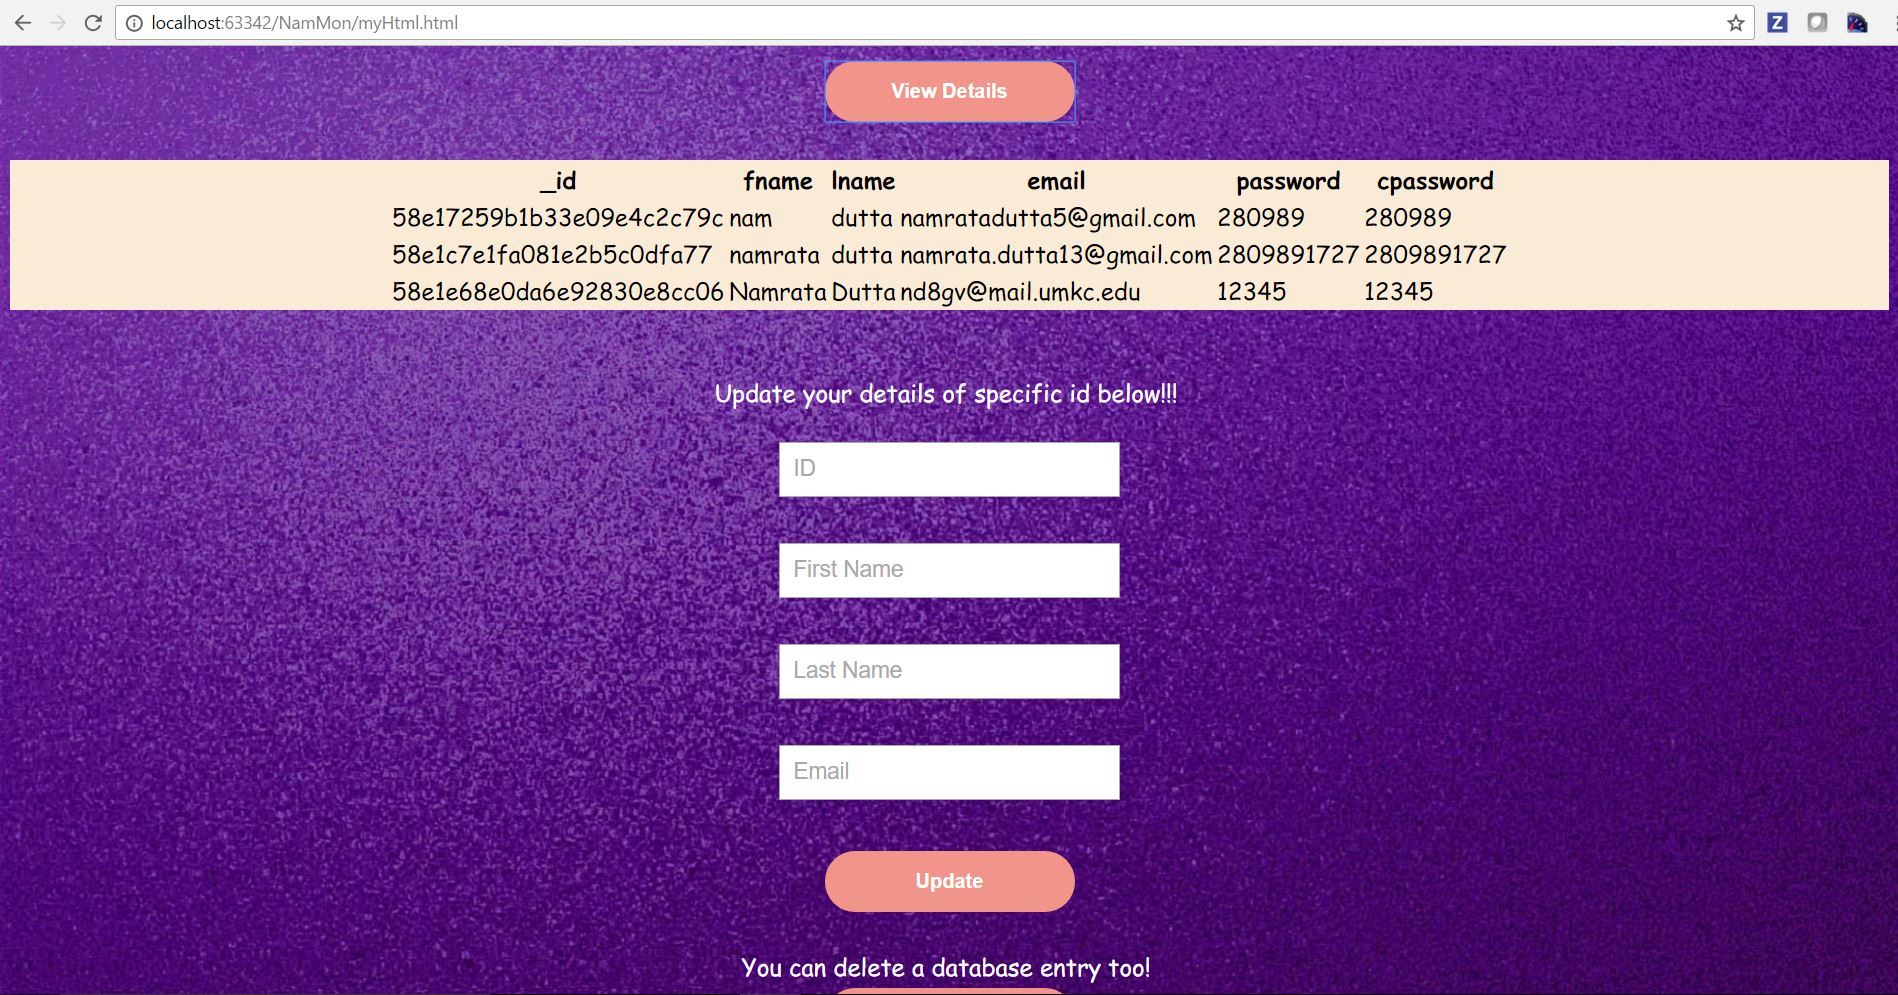 localhost:63342/NamMon/myHtml.html
Z
View Details
_id fname lname email password cpassword
58e17259b1b33e09e4c2c79c nam dutta namratadutta5@gmail.com 280989 280989
58e1c7e1fa081e2b5c0dfa77 namrata dutta namrata.dutta13@gmail.com 2809891727 2809891727
58e1e68e0da6e92830e8cc06 Namrata Dutta nd8gv@mail.umkc.edu 12345 12345
Update your details of specific id below!!!
ID
First Name
Last Name
Email
Update
You can delete a database entry too!